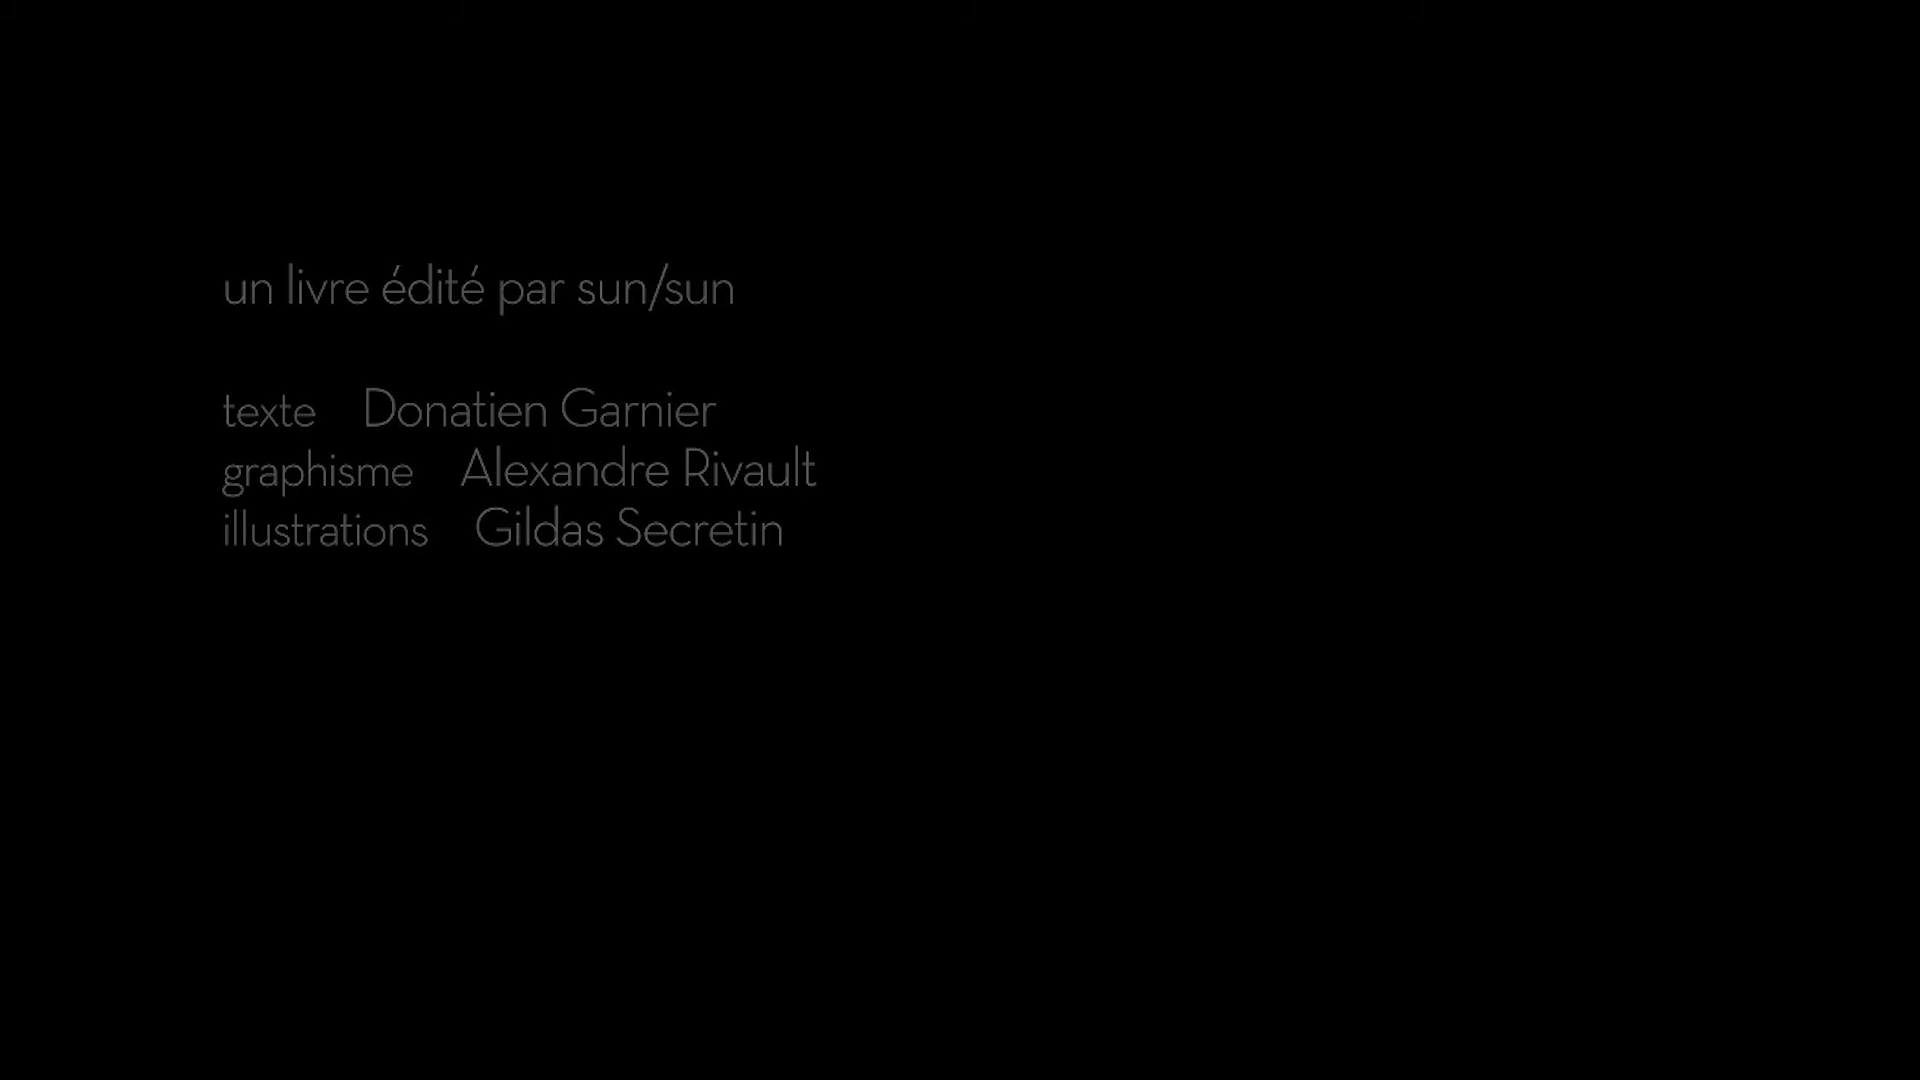 un livre édité par sun/sun
texte Donatien Garnier
graphisme Alexandre Rivault
illustrations Gildas Secretin